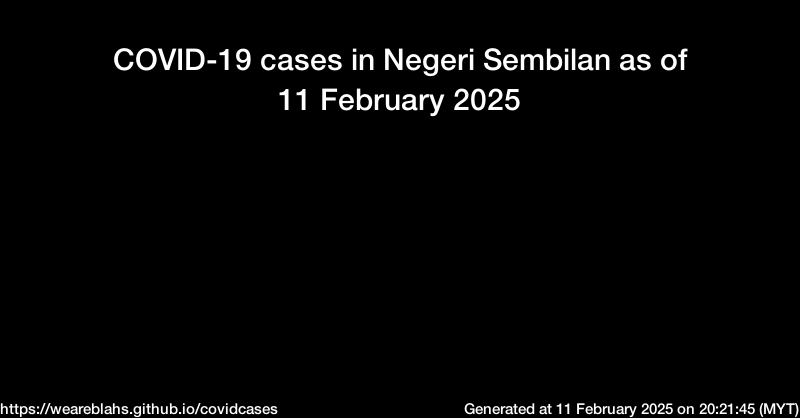 COVID-19 cases in Negeri Sembilan as of
11 February 2025
https://weareblahs.github.io/covidcases
Generated at 11 February 2025 on 20:21:45 (MYT)